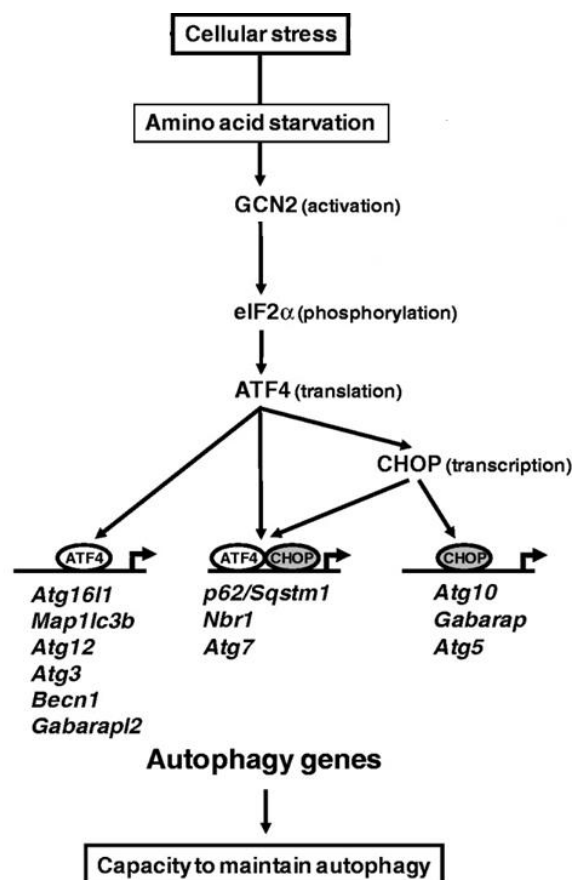 Cellular stress
Amino acid starvation
GCN2 (activation)
eIF2α (phosphorylation)
ATF4 (translation)
CHOP (transcription)
ATF4
ATF4 CHOP
CHOP
Atg16l1
Map1lc3b
Atg12
Atg3
Becn1
Gabarapl2
p62/Sqstm1
Nbr1
Atg7
Atg10
Gabarap
Atg5
Autophagy genes
Capacity to maintain autophagy